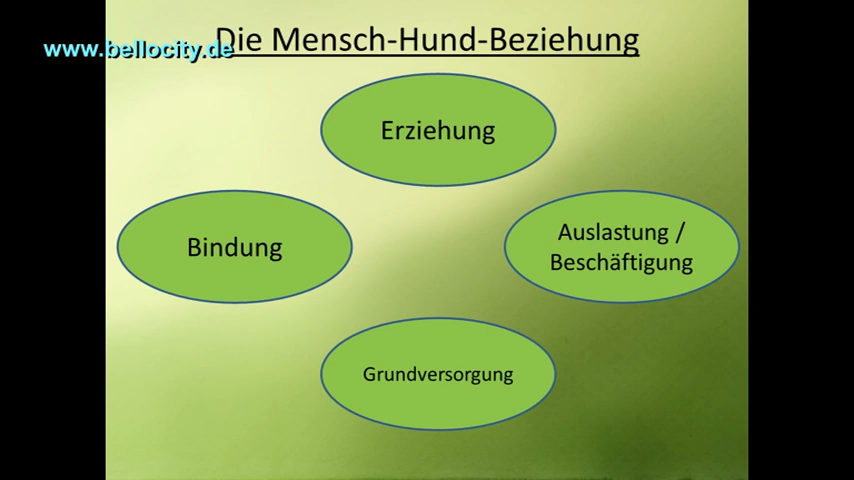 Die Mensch-Hund-Beziehung
www.bellocity.de
Erziehung
Bindung
Auslastung /
Beschäftigung
Grundversorgung